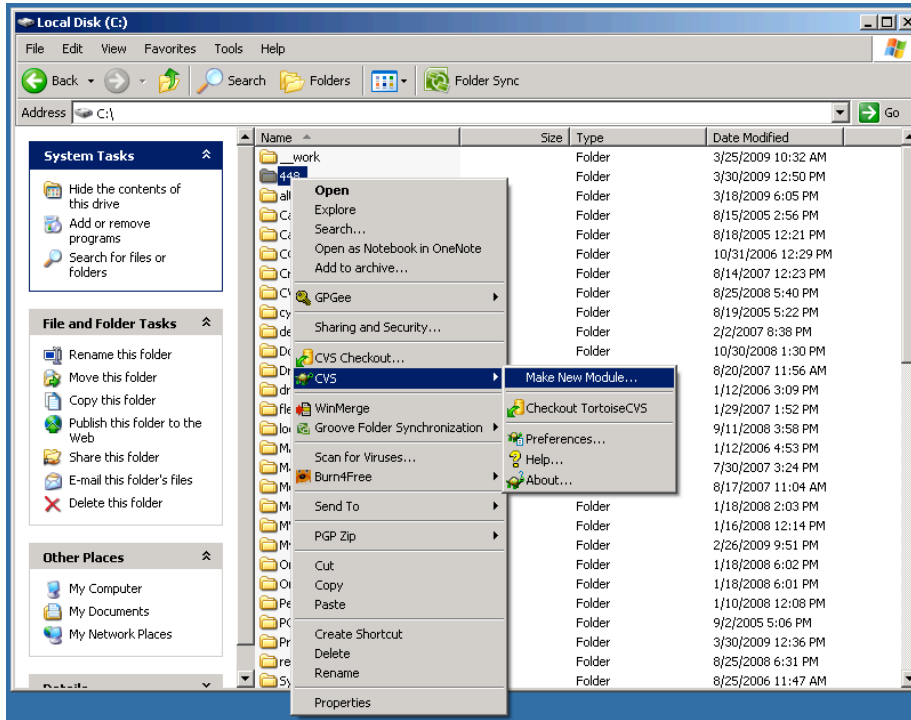 Local Disk (C:)
File Edit View Favorites Tools Help
Back Search Folders Folder Sync
Address C:\ Go
Name Size Type Date Modified
System Tasks
Hide the contents of
this drive
Add or remove
programs
Search for files or
folders
File and Folder Tasks
Rename this folder
Move this folder
Copy this folder
Publish this folder to the
Web
Share this folder
E-mail this folder's files
Delete this folder
Other Places
My Computer
My Documents
My Network Places
Details
__work Folder 3/25/2009 10:32 AM
448 Folder 3/30/2009 12:50 PM
Folder 3/18/2009 6:05 PM
Folder 8/15/2005 2:56 PM
Folder 8/18/2005 12:21 PM
Folder 10/31/2006 12:29 PM
Folder 8/14/2007 12:23 PM
Folder 8/25/2008 5:40 PM
Folder 8/19/2005 5:22 PM
Folder 2/2/2007 8:38 PM
Folder 10/30/2008 1:30 PM
Folder 8/20/2007 11:56 AM
1/12/2006 3:09 PM
1/29/2007 1:52 PM
9/11/2008 3:58 PM
1/12/2006 4:53 PM
7/30/2007 3:24 PM
8/17/2007 11:04 AM
Folder 1/18/2008 2:03 PM
Folder 1/16/2008 12:14 PM
Folder 2/26/2009 9:51 PM
Folder 1/18/2008 6:02 PM
Folder 1/18/2008 6:01 PM
Folder 1/10/2008 12:08 PM
Folder 9/2/2005 5:06 PM
Folder 3/30/2009 12:36 PM
Folder 8/25/2008 6:31 PM
Folder 8/25/2006 11:47 AM
Open
Explore
Search...
Open as Notebook in OneNote
Add to archive...
GPGee
Sharing and Security...
CVS Checkout...
CVS
WinMerge
Groove Folder Synchronization
Scan for Viruses...
Burn4Free
Send To
PGP Zip
Cut
Copy
Paste
Create Shortcut
Delete
Rename
Properties
Make New Module...
Checkout TortoiseCVS
Preferences...
Help...
About...